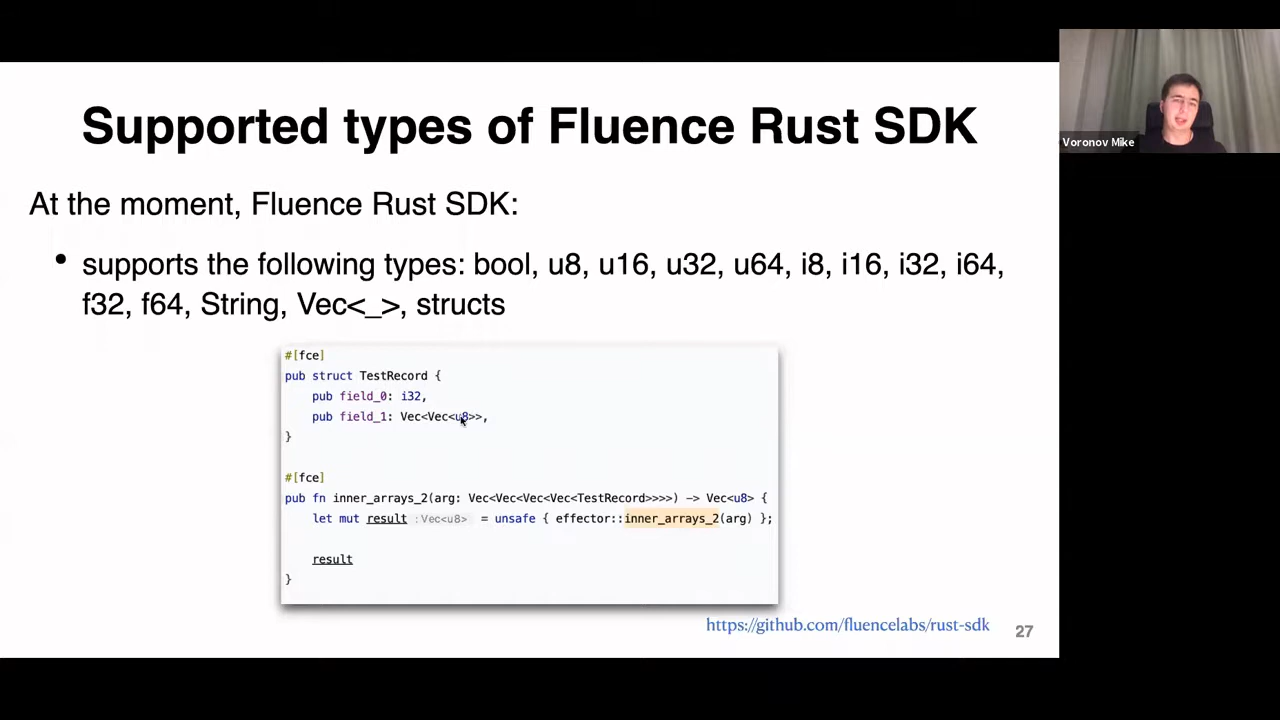 Supported types of Fluence Rust SDK
At the moment, Fluence Rust SDK:
• supports the following types: bool, u8, u16, u32, u64, i8, i16, i32, i64,
f32, f64, String, Vec<_>, structs
#[fce]
pub struct TestRecord {
    pub field_0: i32,
    pub field_1: Vec<Vec<u8>>,
}
#[fce]
pub fn inner_arrays_2(arg: Vec<Vec<Vec<Vec<TestRecord>>>>) -> Vec<u8> {
    let mut result :Vec<u8> = unsafe { effector::inner_arrays_2(arg) };
    result
}
https://github.com/fluencelabs/rust-sdk
27
Voronov Mike